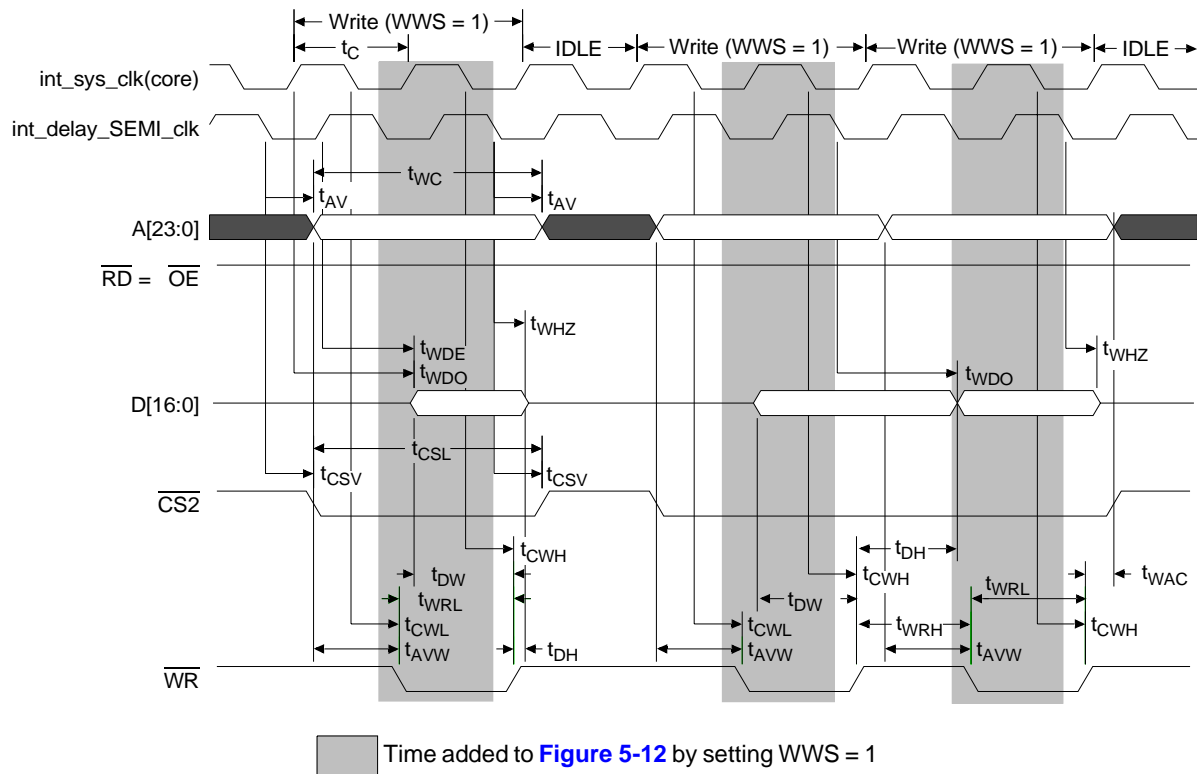 Write (WWS = 1)
tC
IDLE
Write (WWS = 1)
Write (WWS = 1)
IDLE
int_sys_clk(core)
int_delay_SEMI_clk
tWC
tAV
tAV
A[23:0]
RD = OE
tWHZ
tWDE
tWHZ
tWDO
tWDO
D[16:0]
tCSL
tCSV
tCSV
CS2
tCWH
tDH
tDW
tCWH
tWAC
tWRL
tDW
tWRL
tCWL
tCWL
tWRH
tCWH
tAVW
tDH
tAVW
tAVW
WR
Time added to Figure 5-12 by setting WWS = 1